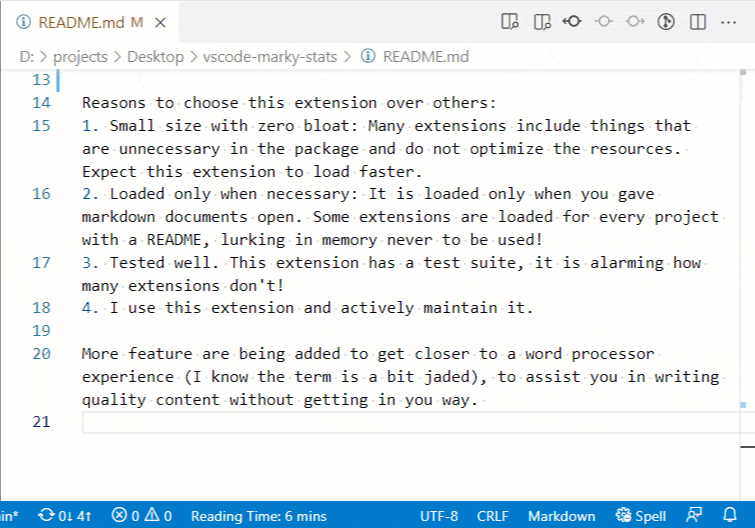 README.md M
D: > projects > Desktop > vscode-marky-stats > README.md
13
14 Reasons to choose this extension over others:
15 1. Small size with zero bloat: Many extensions include things that
are unnecessary in the package and do not optimize the resources.
Expect this extension to load faster.
16 2. Loaded only when necessary: It is loaded only when you gave
markdown documents open. Some extensions are loaded for every project
with a README, lurking in memory never to be used!
17 3. Tested well. This extension has a test suite, it is alarming how
many extensions don't!
18 4. I use this extension and actively maintain it.
19
20 More feature are being added to get closer to a word processor
experience (I know the term is a bit jaded), to assist you in writing
quality content without getting in you way.
21
in* 0↓ 4↑ 0 0 Reading Time: 6 mins UTF-8 CRLF Markdown Spell